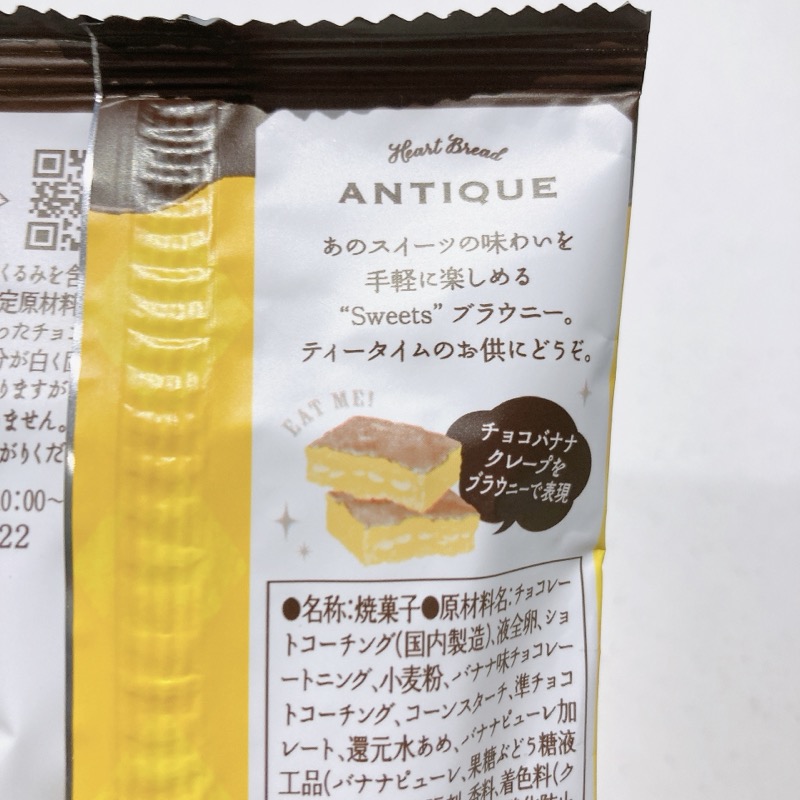 Heart Bread
ANTIQUE
あのスイーツの味わいを
手軽に楽しめる
“Sweets” ブラウニー。
ティータイムのお供にどうぞ。
EAT ME!
チョコバナナ
クレープを
ブラウニーで表現
●名称:焼菓子●原材料名:チョコレー
トコーチング(国内製造)、液全卵、ショ
ートニング、小麦粉、バナナ味チョコレー
トコーチング、コーンスターチ、準チョコ
レート、還元水あめ、バナナピューレ加
工品(バナナピューレ、果糖ぶどう糖液
香料、着色料(ク
くるみを含
定原材料
ったチョコ
分が白く
りますが
ません。
がりくだ
0:00〜
22